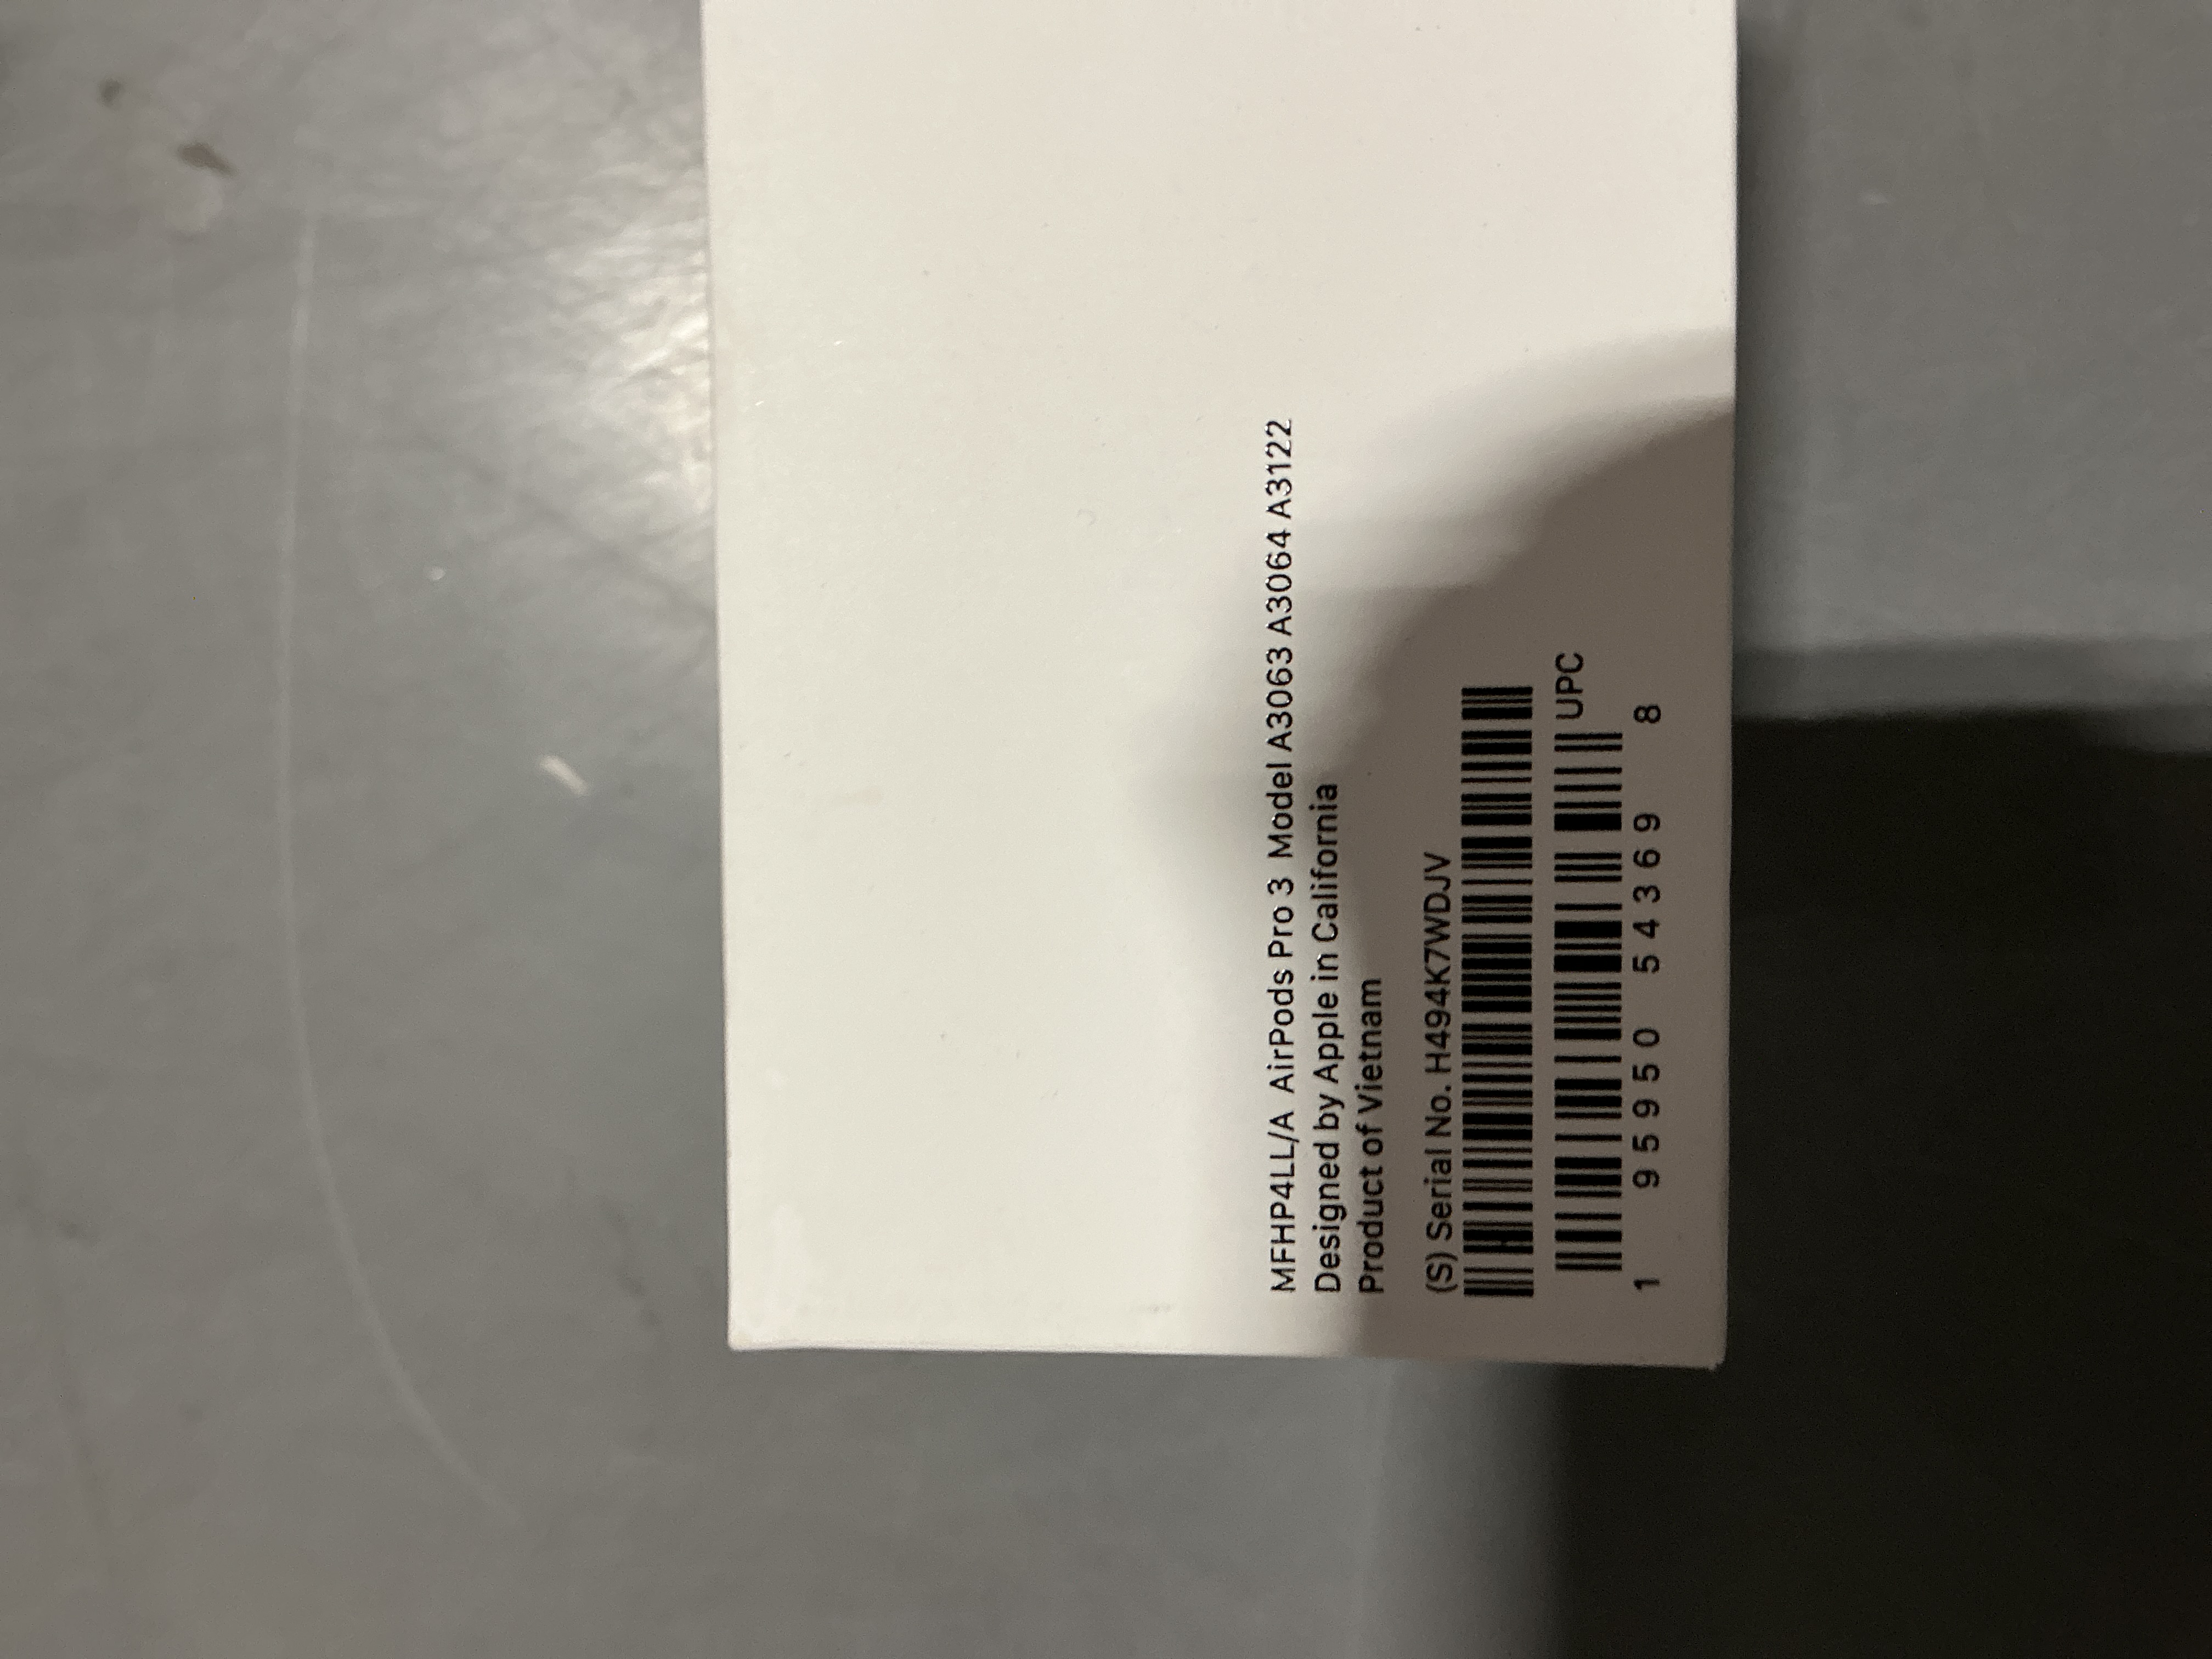 MFHP4LL/A AirPods Pro 3 Model A3063 A3064 A3122
Designed by Apple in California
Product of Vietnam
(S) Serial No. H494K7WDJV
UPC
1 95950 54369 8